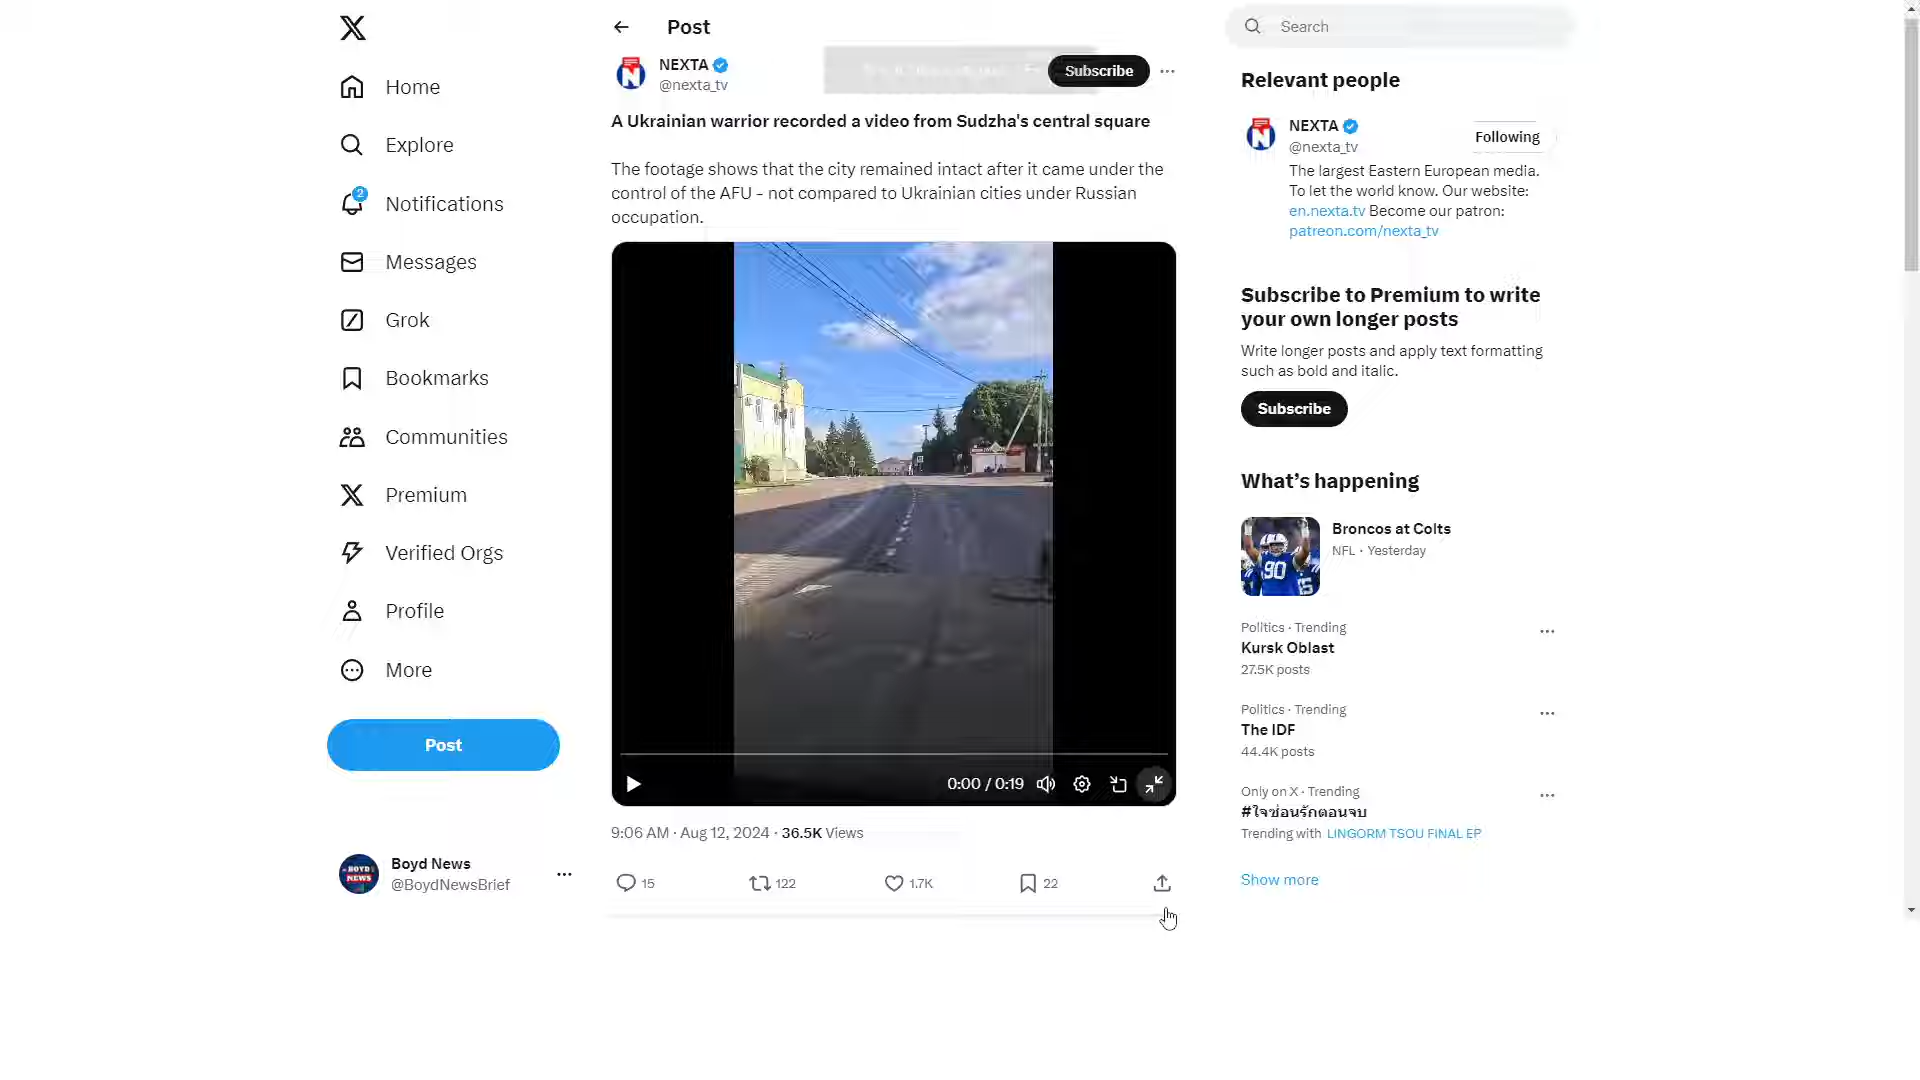 Home
Explore
2
Notifications
Messages
Grok
Bookmarks
Communities
Premium
Verified Orgs
Profile
More
Post
BOYD NEWS
Boyd News
@BoydNewsBrief
Post
NEXTA
@nexta_tv
Subscribe
A Ukrainian warrior recorded a video from Sudzha's central square
The footage shows that the city remained intact after it came under the
control of the AFU - not compared to Ukrainian cities under Russian
occupation.
0:00 / 0:19
9:06 AM · Aug 12, 2024 · 36.5K Views
15
122
1.7K
22
Search
Relevant people
NEXTA
@nexta_tv
Following
The largest Eastern European media.
To let the world know. Our website:
en.nexta.tv Become our patron:
patreon.com/nexta_tv
Subscribe to Premium to write
your own longer posts
Write longer posts and apply text formatting
such as bold and italic.
Subscribe
What's happening
90
Brocos at Colts
NFL · Yesterday
Politics · Trending
Kursk Oblast
27.5K posts
Politics · Trending
The IDF
44.4K posts
Only on X · Trending
#ใจซ่อนรักตอนจบ
Trending with LINGORM TSOU FINAL EP
Show more